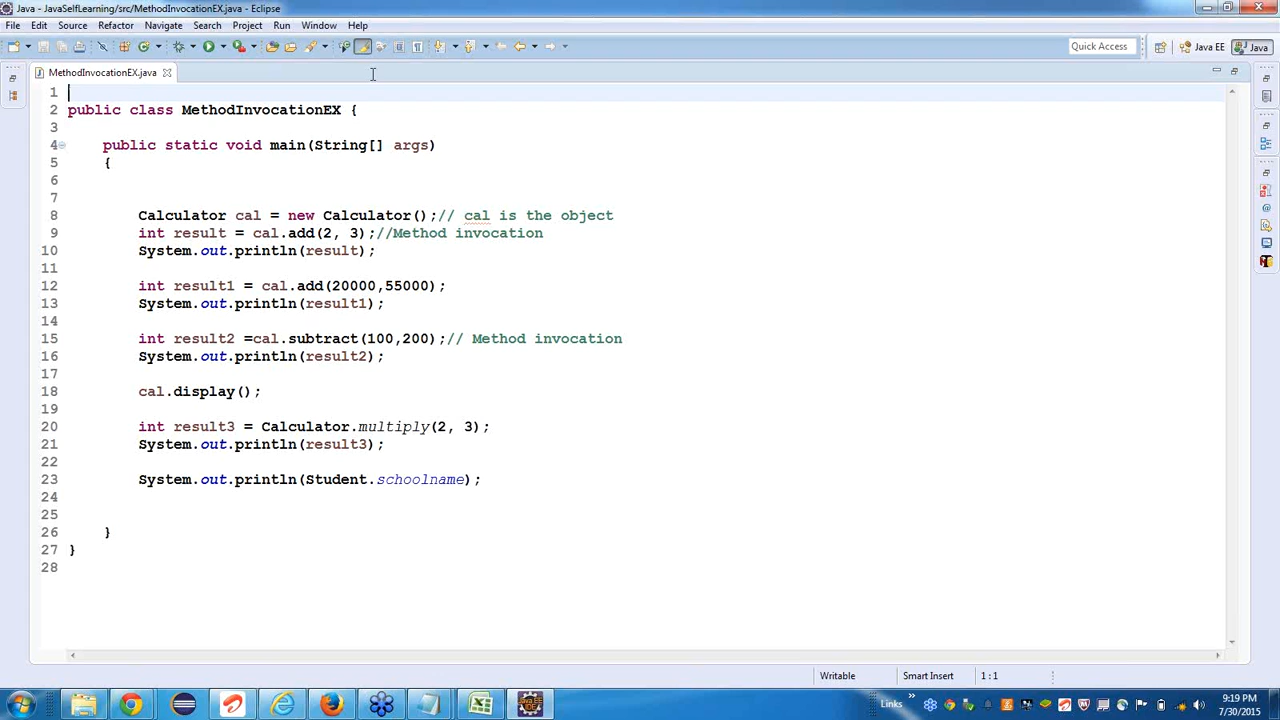 Java - JavaSelfLearning/src/MethodInvocationEX.java - Eclipse
File Edit Source Refactor Navigate Search Project Run Window Help
Quick Access Java EE Java
MethodInvocationEX.java
1
2 public class MethodInvocationEX {
3
4 public static void main(String[] args)
5 {
6
7
8 Calculator cal = new Calculator();// cal is the object
9 int result = cal.add(2, 3);//Method invocation
10 System.out.println(result);
11
12 int result1 = cal.add(20000,55000);
13 System.out.println(result1);
14
15 int result2 =cal.subtract(100,200);// Method invocation
16 System.out.println(result2);
17
18 cal.display();
19
20 int result3 = Calculator.multiply(2, 3);
21 System.out.println(result3);
22
23 System.out.println(Student.schoolname);
24
25
26 }
27 }
28
Writable Smart Insert 1:1
Links » 9:19 PM
7/30/2015